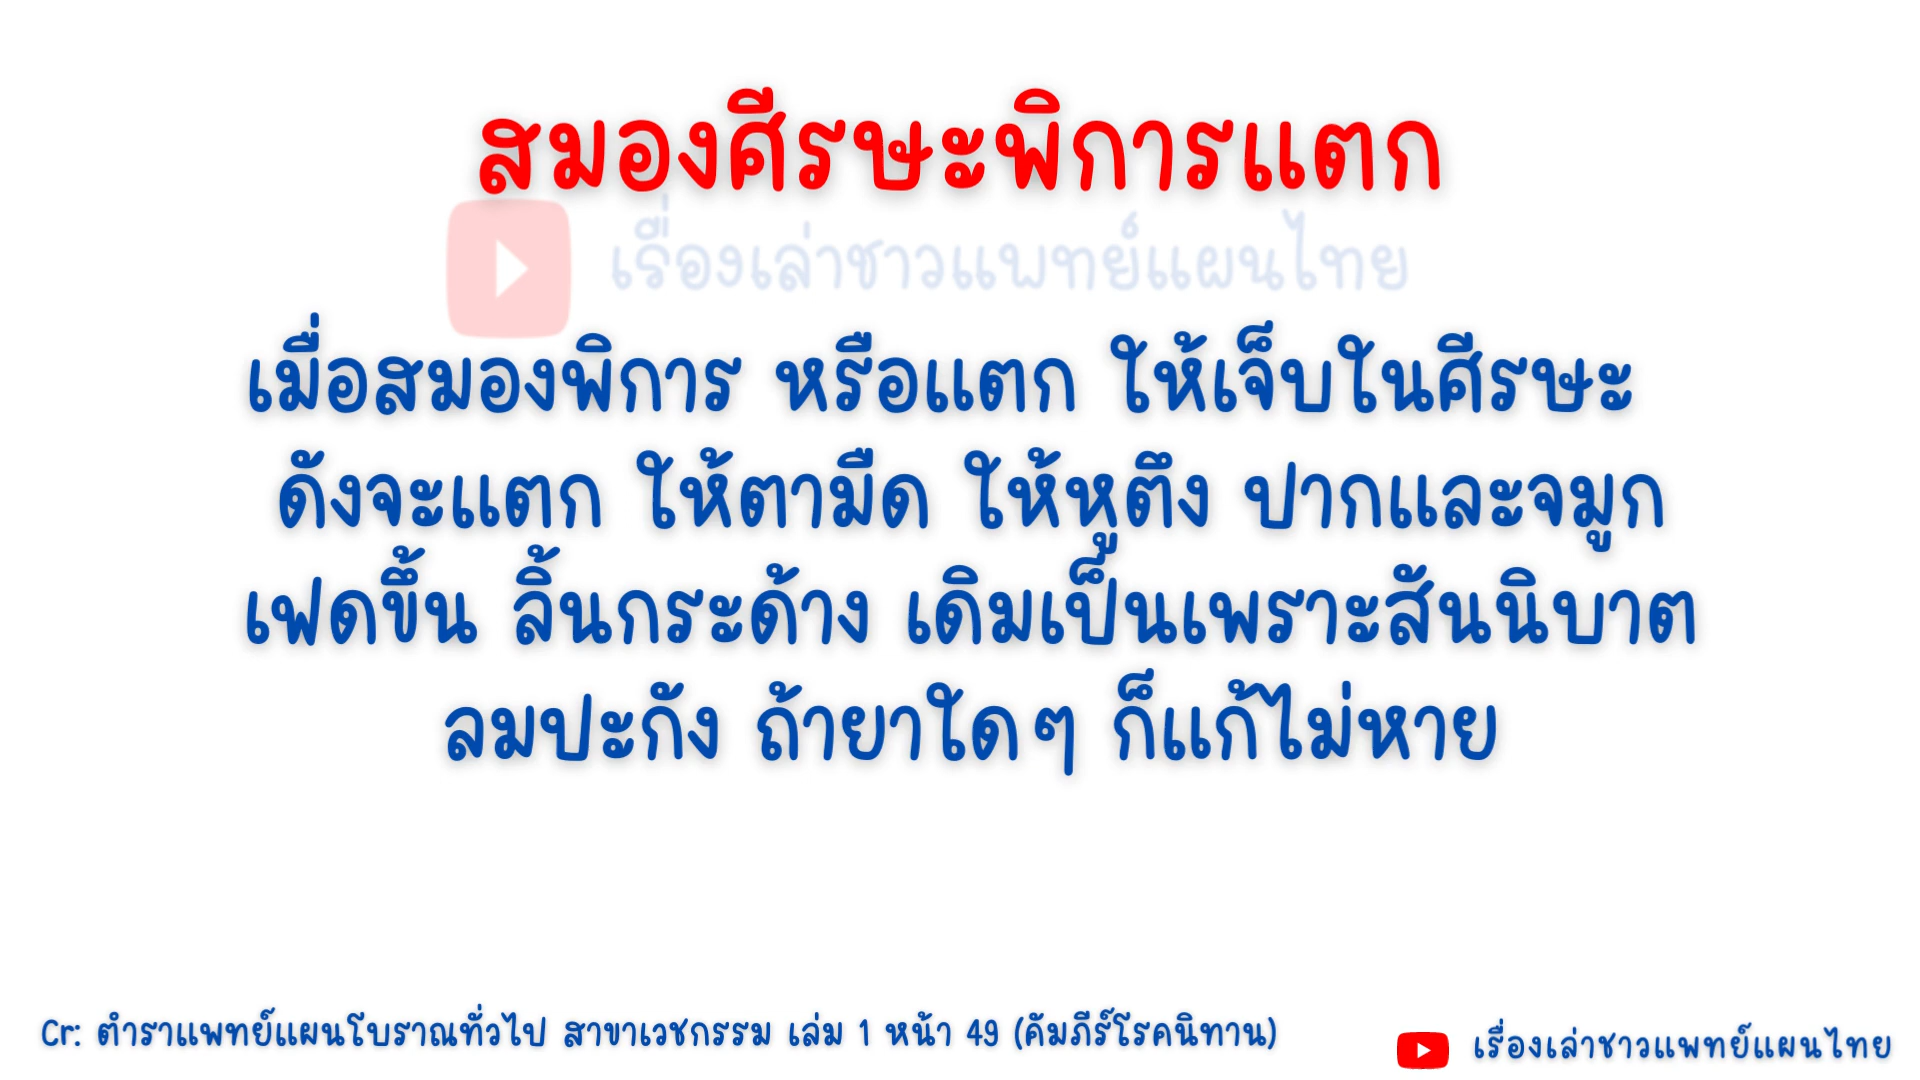 สมองศีรษะพิการแตก
เรื่องเล่าชาวแพทย์แผนไทย
เมื่อสมองพิการ หรือแตก ให้เจ็บในศีรษะ
ดังจะแตก ให้ตามืด ให้หูตึง ปากและจมูก
เฟดขึ้น ลิ้นกระด้าง เดิมเป็นเพราะสันนิบาต
ลมปะกัง ถ้ายาใดๆ ก็แก้ไม่หาย
Cr: ตำราแพทย์แผนโบราณทั่วไป สาขาเวชกรรม เล่ม 1 หน้า 49 (คัมภีร์โรคนิทาน)
เรื่องเล่าชาวแพทย์แผนไทย